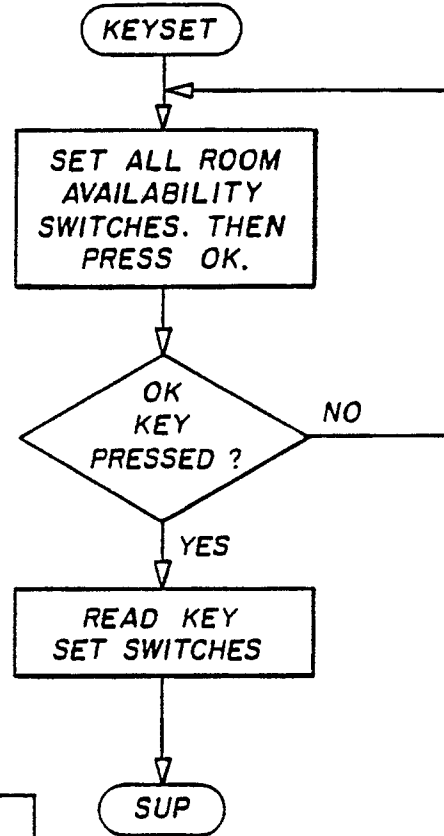 KEYSET
SET ALL ROOM
AVAILABILITY
SWITCHES. THEN
PRESS OK.
OK
KEY
PRESSED ?
NO
YES
READ KEY
SET SWITCHES
SUP